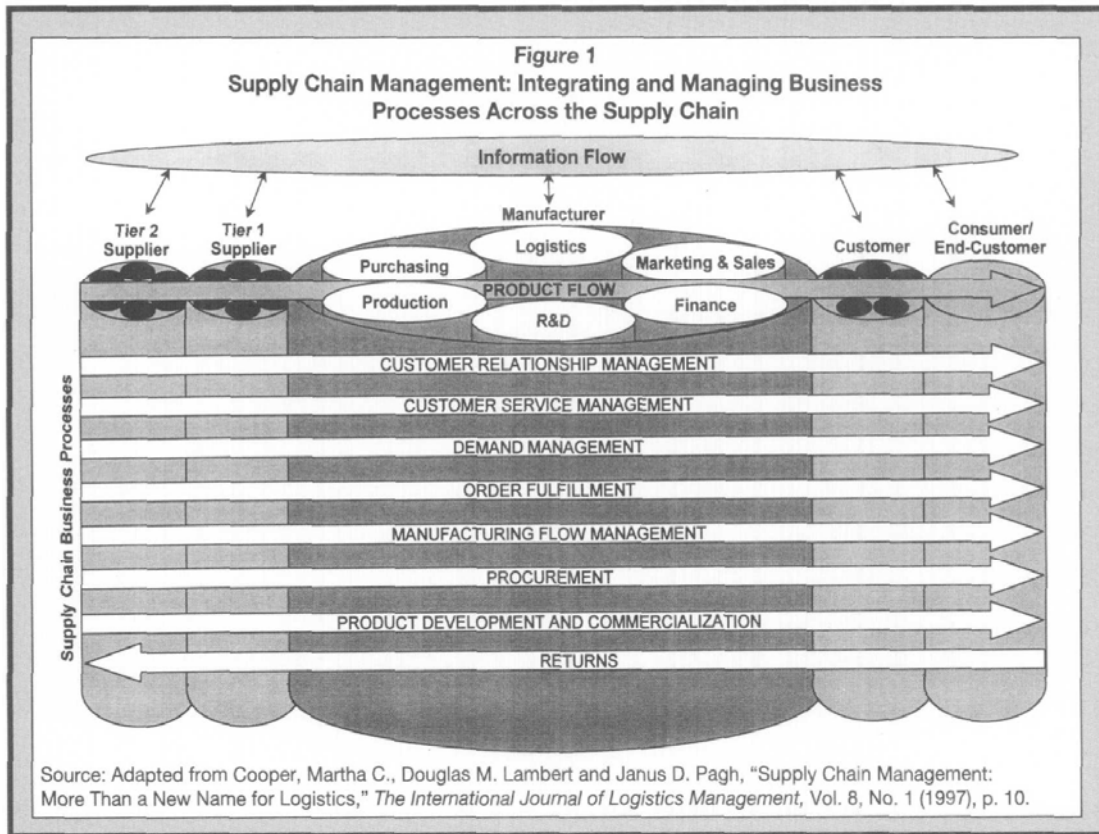 Figure 1
Supply Chain Management: Integrating and Managing Business
Processes Across the Supply Chain
Information Flow
Tier 2
Supplier
Tier 1
Supplier
Manufacturer
Logistics
Purchasing
Marketing & Sales
Customer
Consumer/
End-Customer
PRODUCT FLOW
Production
R&D
Finance
Supply Chain Business Processes
CUSTOMER RELATIONSHIP MANAGEMENT
CUSTOMER SERVICE MANAGEMENT
DEMAND MANAGEMENT
ORDER FULFILLMENT
MANUFACTURING FLOW MANAGEMENT
PROCUREMENT
PRODUCT DEVELOPMENT AND COMMERCIALIZATION
RETURNS
Source: Adapted from Cooper, Martha C., Douglas M. Lambert and Janus D. Pagh, “Supply Chain Management:
More Than a New Name for Logistics,” The International Journal of Logistics Management, Vol. 8, No. 1 (1997), p. 10.